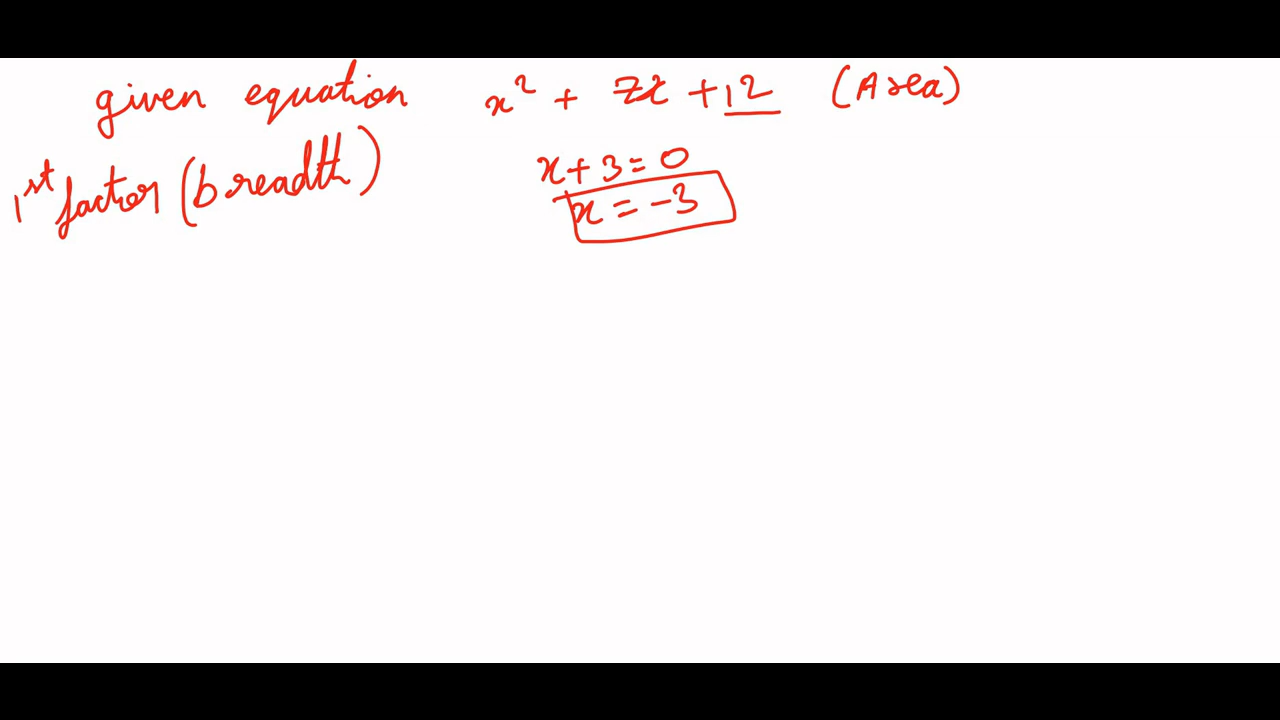 given equation x² + 7x + 12 (Area)
1st factor (breadth) x + 3 = 0
x = -3